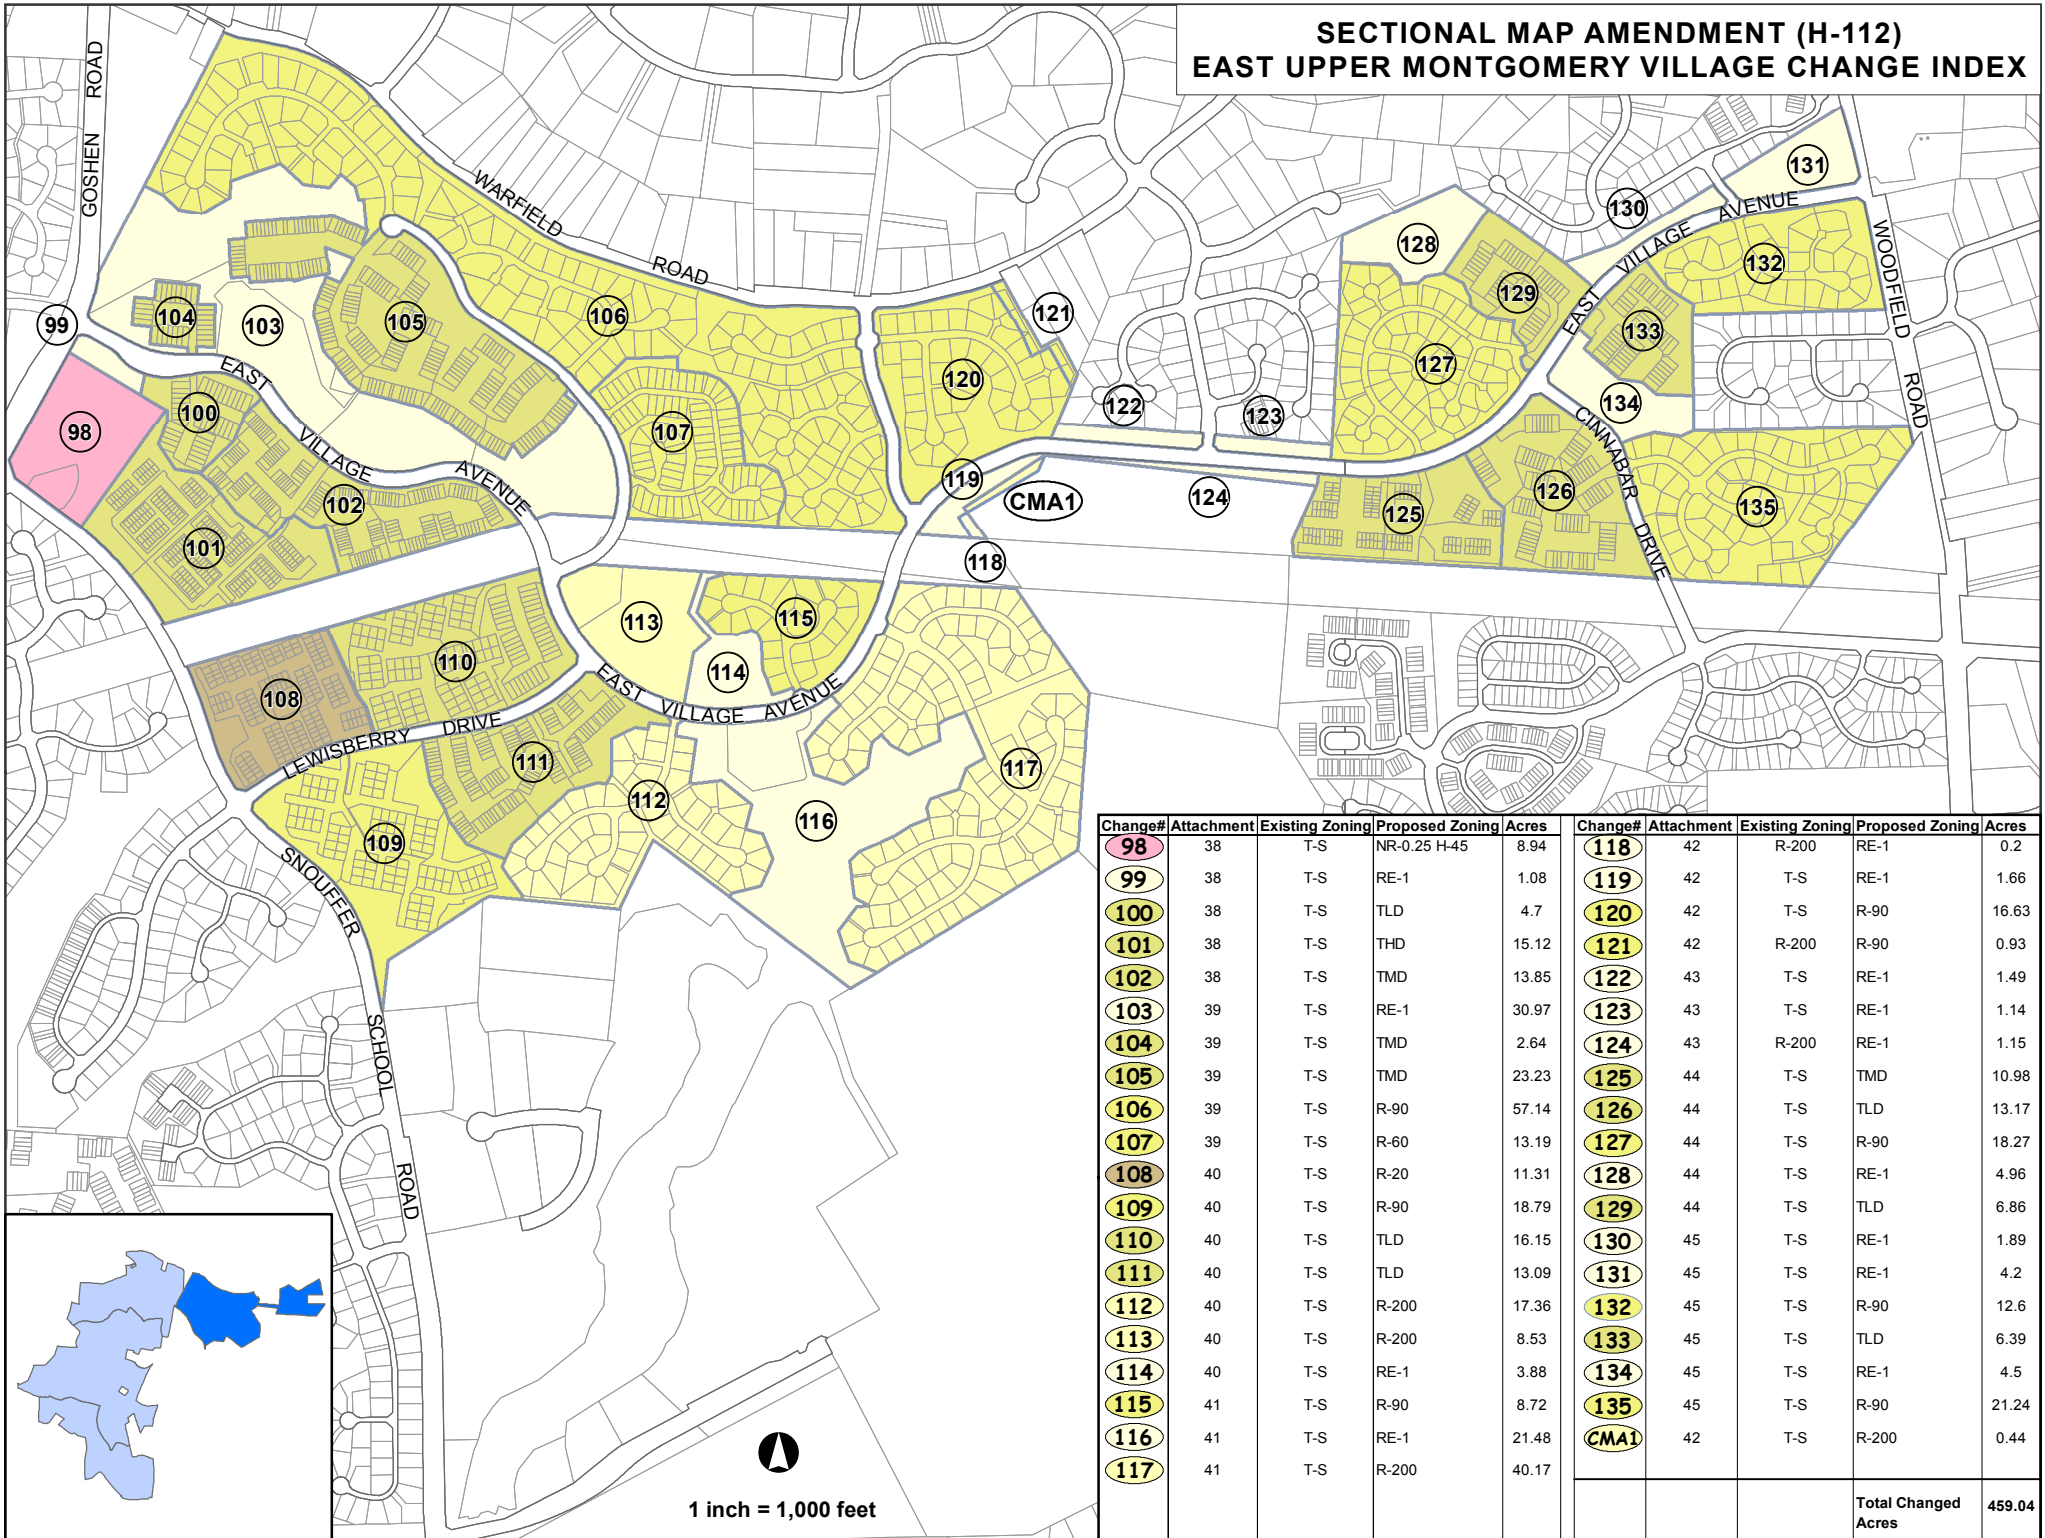 SECTIONAL MAP AMENDMENT (H-112)
EAST UPPER MONTGOMERY VILLAGE CHANGE INDEX
GOSHEN ROAD
WARFIELD
ROAD
131
130
VILLAGE AVENUE
EAST
128
132
WOODFIELD
ROAD
129
99
104
103
105
106
121
133
127
120
EAST
VILLAGE
AVENUE
100
98
107
122
123
134
CINNABAR
DRIVE
119
CMA1
124
102
126
125
135
101
118
113
115
110
114
EAST VILLAGE AVENUE
108
LEWISBERRY DRIVE
111
117
112
116
109
SNOUFFER
SCHOOL
ROAD
1 inch = 1,000 feet
Change# Attachment Existing Zoning Proposed Zoning Acres
98 38 T-S NR-0.25 H-45 8.94
99 38 T-S RE-1 1.08
100 38 T-S TLD 4.7
101 38 T-S THD 15.12
102 38 T-S TMD 13.85
103 39 T-S RE-1 30.97
104 39 T-S TMD 2.64
105 39 T-S TMD 23.23
106 39 T-S R-90 57.14
107 39 T-S R-60 13.19
108 40 T-S R-20 11.31
109 40 T-S R-90 18.79
110 40 T-S TLD 16.15
111 40 T-S TLD 13.09
112 40 T-S R-200 17.36
113 40 T-S R-200 8.53
114 40 T-S RE-1 3.88
115 41 T-S R-90 8.72
116 41 T-S RE-1 21.48
117 41 T-S R-200 40.17
Change# Attachment Existing Zoning Proposed Zoning Acres
118 42 R-200 RE-1 0.2
119 42 T-S RE-1 1.66
120 42 T-S R-90 16.63
121 42 R-200 R-90 0.93
122 43 T-S RE-1 1.49
123 43 T-S RE-1 1.14
124 43 R-200 RE-1 1.15
125 44 T-S TMD 10.98
126 44 T-S TLD 13.17
127 44 T-S R-90 18.27
128 44 T-S RE-1 4.96
129 44 T-S TLD 6.86
130 45 T-S RE-1 1.89
131 45 T-S RE-1 4.2
132 45 T-S R-90 12.6
133 45 T-S TLD 6.39
134 45 T-S RE-1 4.5
135 45 T-S R-90 21.24
CMA1 42 T-S R-200 0.44
Total Changed
Acres 459.04